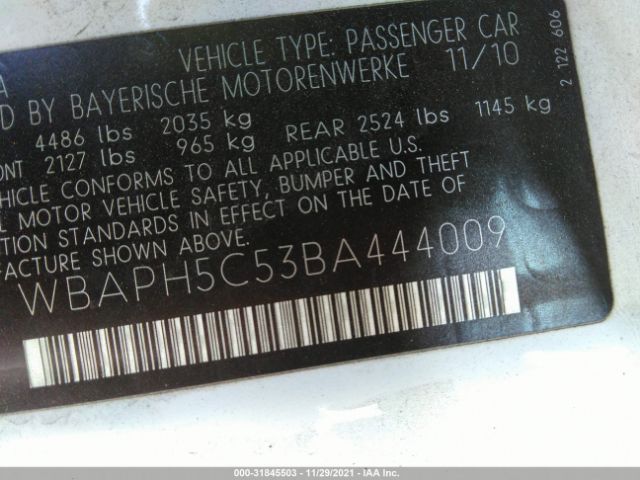 VEHICLE TYPE: PASSENGER CAR
D BY BAYERISCHE MOTORENWERKE 11/10
4486 lbs 2035 kg
ONT 2127 lbs 965 kg REAR 2524 lbs 1145 kg
HICLE CONFORMS TO ALL APPLICABLE U.S.
L MOTOR VEHICLE SAFETY, BUMPER AND THEFT
TION STANDARDS IN EFFECT ON THE DATE OF
FACTURE SHOWN ABOVE.
WBAPH5C53BA444009
2 122 606
000-31845503 - 11/29/2021 - IAA Inc.